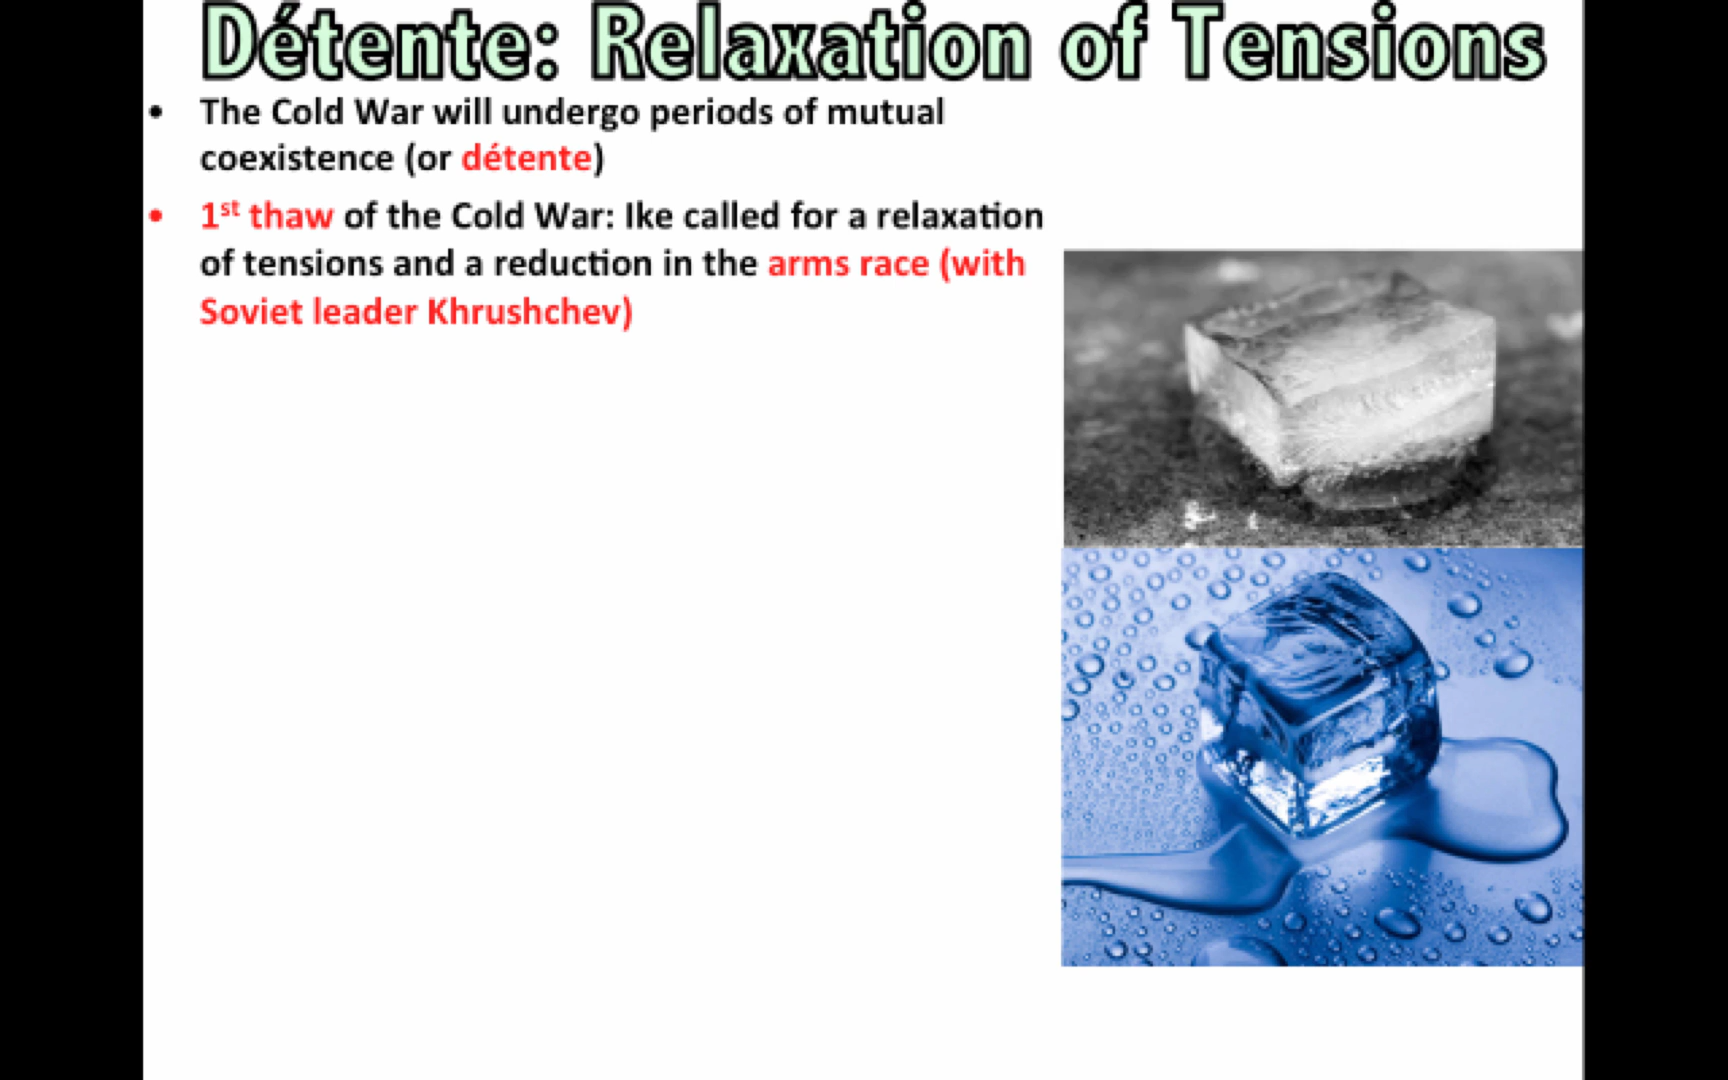 Détente: Relaxation of Tensions
• The Cold War will undergo periods of mutual
coexistence (or détente)
• 1st thaw of the Cold War: Ike called for a relaxation
of tensions and a reduction in the arms race (with
Soviet leader Khrushchev)